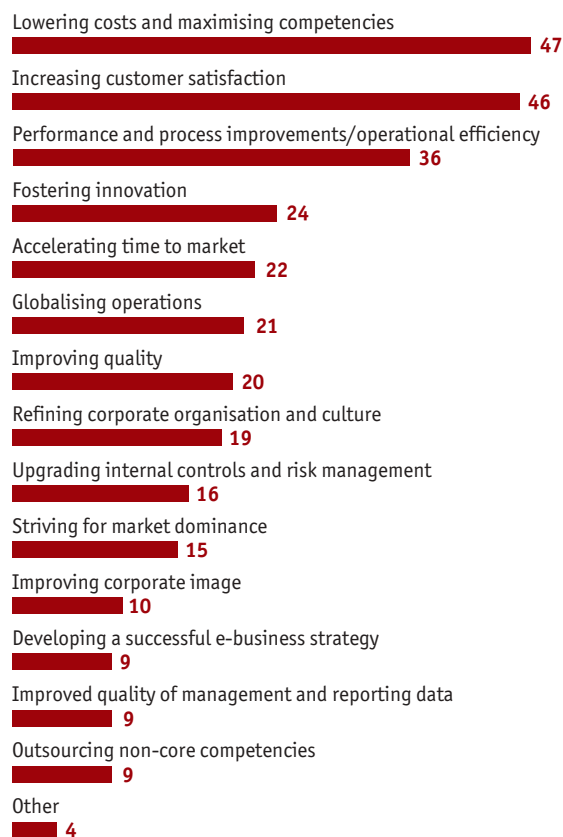 Lowering costs and maximising competencies
47
Increasing customer satisfaction
46
Performance and process improvements/operational efficiency
36
Fostering innovation
24
Accelerating time to market
22
Globalising operations
21
Improving quality
20
Refining corporate organisation and culture
19
Upgrading internal controls and risk management
16
Striving for market dominance
15
Improving corporate image
10
Developing a successful e-business strategy
9
Improved quality of management and reporting data
9
Outsourcing non-core competencies
9
Other
4